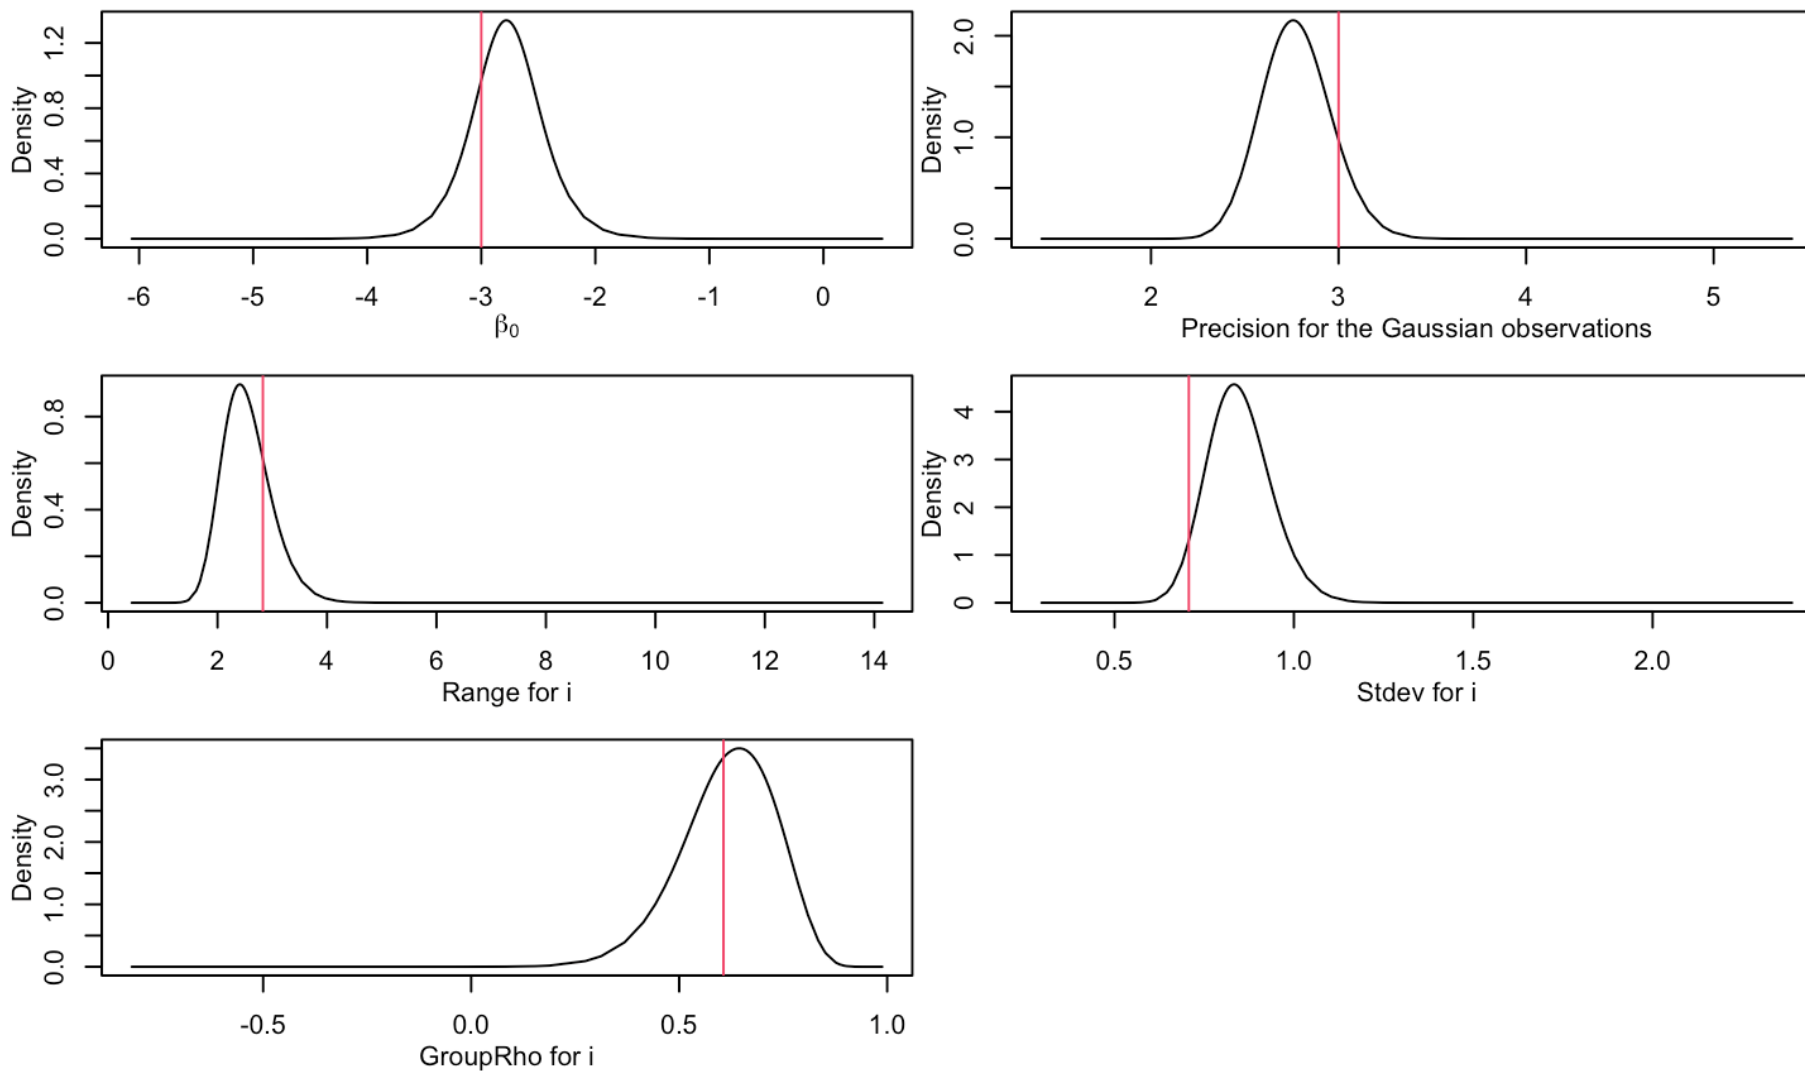 Density
0.0 0.4 0.8 1.2
-6 -5 -4 -3 -2 -1 0
β0
Density
0.0 1.0 2.0
2 3 4 5
Precision for the Gaussian observations
Density
0.0 0.4 0.8
0 2 4 6 8 10 12 14
Range for i
Density
0 1 2 3 4
0.5 1.0 1.5 2.0
Stdev for i
Density
0.0 1.0 2.0 3.0
-0.5 0.0 0.5 1.0
GroupRho for i